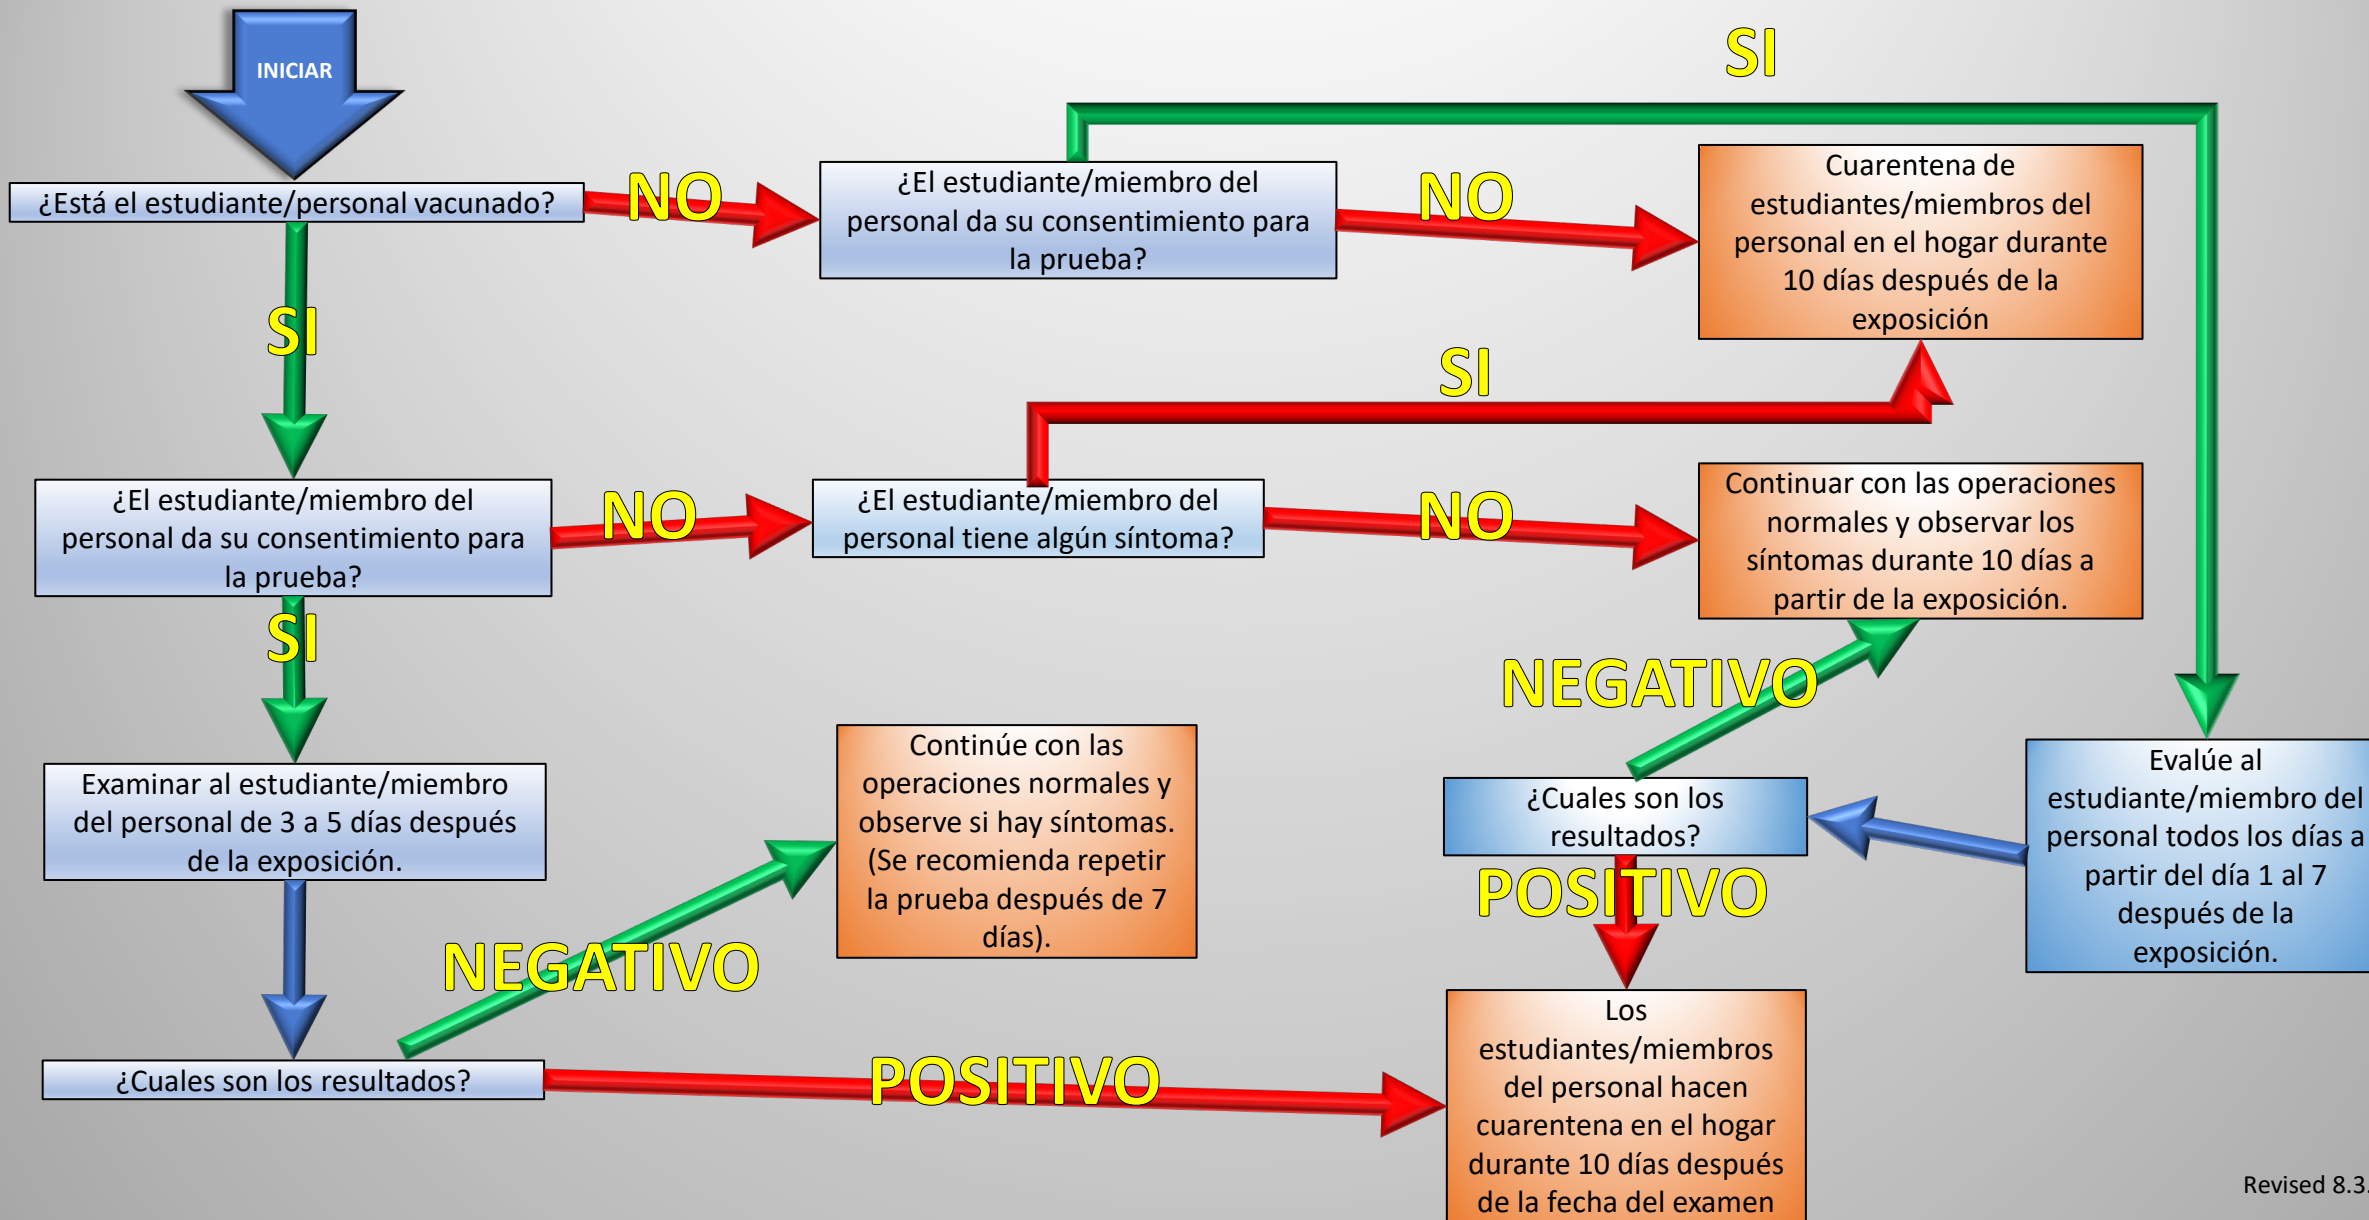 INICIAR
SI
¿Está el estudiante/personal vacunado?
NO
¿El estudiante/miembro del
personal da su consentimiento para
la prueba?
NO
Cuarentena de
estudiantes/miembros del
personal en el hogar durante
10 días después de la
exposición
SI
SI
¿El estudiante/miembro del
personal da su consentimiento para
la prueba?
NO
¿El estudiante/miembro del
personal tiene algún síntoma?
NO
Continuar con las operaciones
normales y observar los
síntomas durante 10 días a
partir de la exposición.
SI
NEGATIVO
Examinar al estudiante/miembro
del personal de 3 a 5 días después
de la exposición.
Continúe con las
operaciones normales y
observe si hay síntomas.
(Se recomienda repetir
la prueba después de 7
días).
¿Cuales son los
resultados?
Evalúe al
estudiante/miembro del
personal todos los días a
partir del día 1 al 7
después de la
exposición.
POSITIVO
NEGATIVO
¿Cuales son los resultados?
POSITIVO
Los
estudiantes/miembros
del personal hacen
cuarentena en el hogar
durante 10 días después
de la fecha del examen
Revised 8.3.